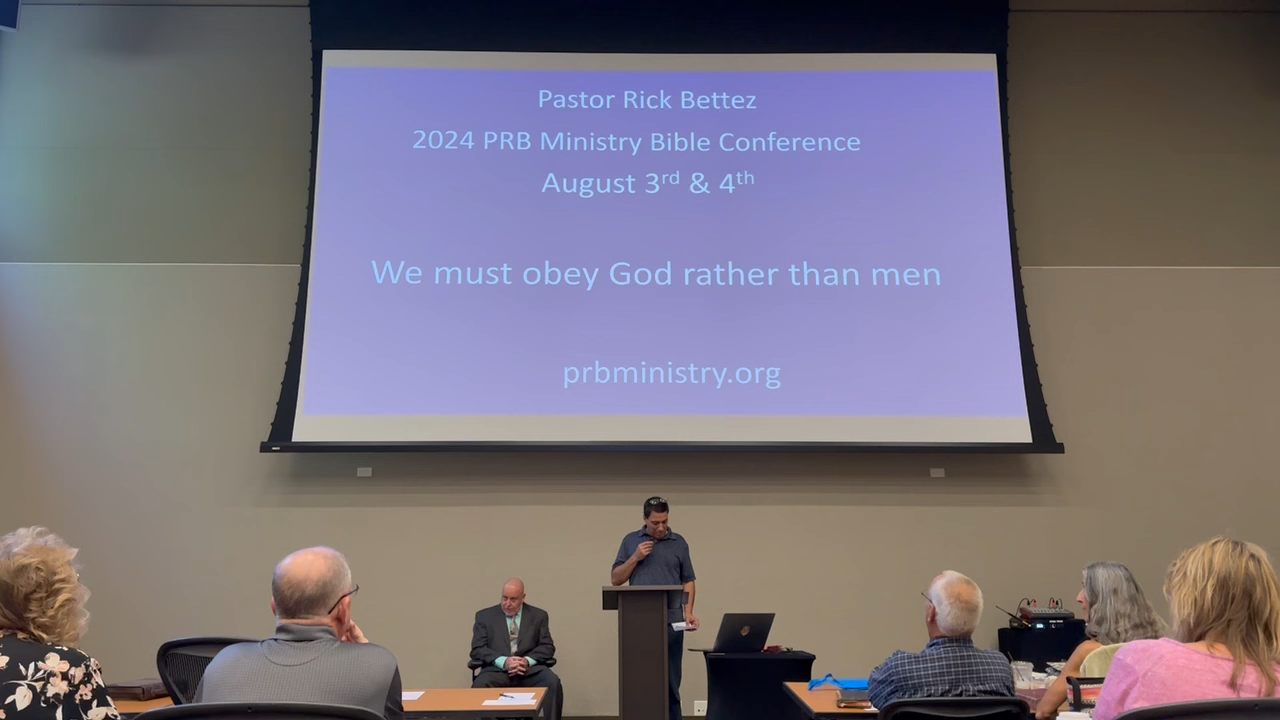 Pastor Rick Bettez
2024 PRB Ministry Bible Conference
August 3rd & 4th
We must obey God rather than men
prbministry.org